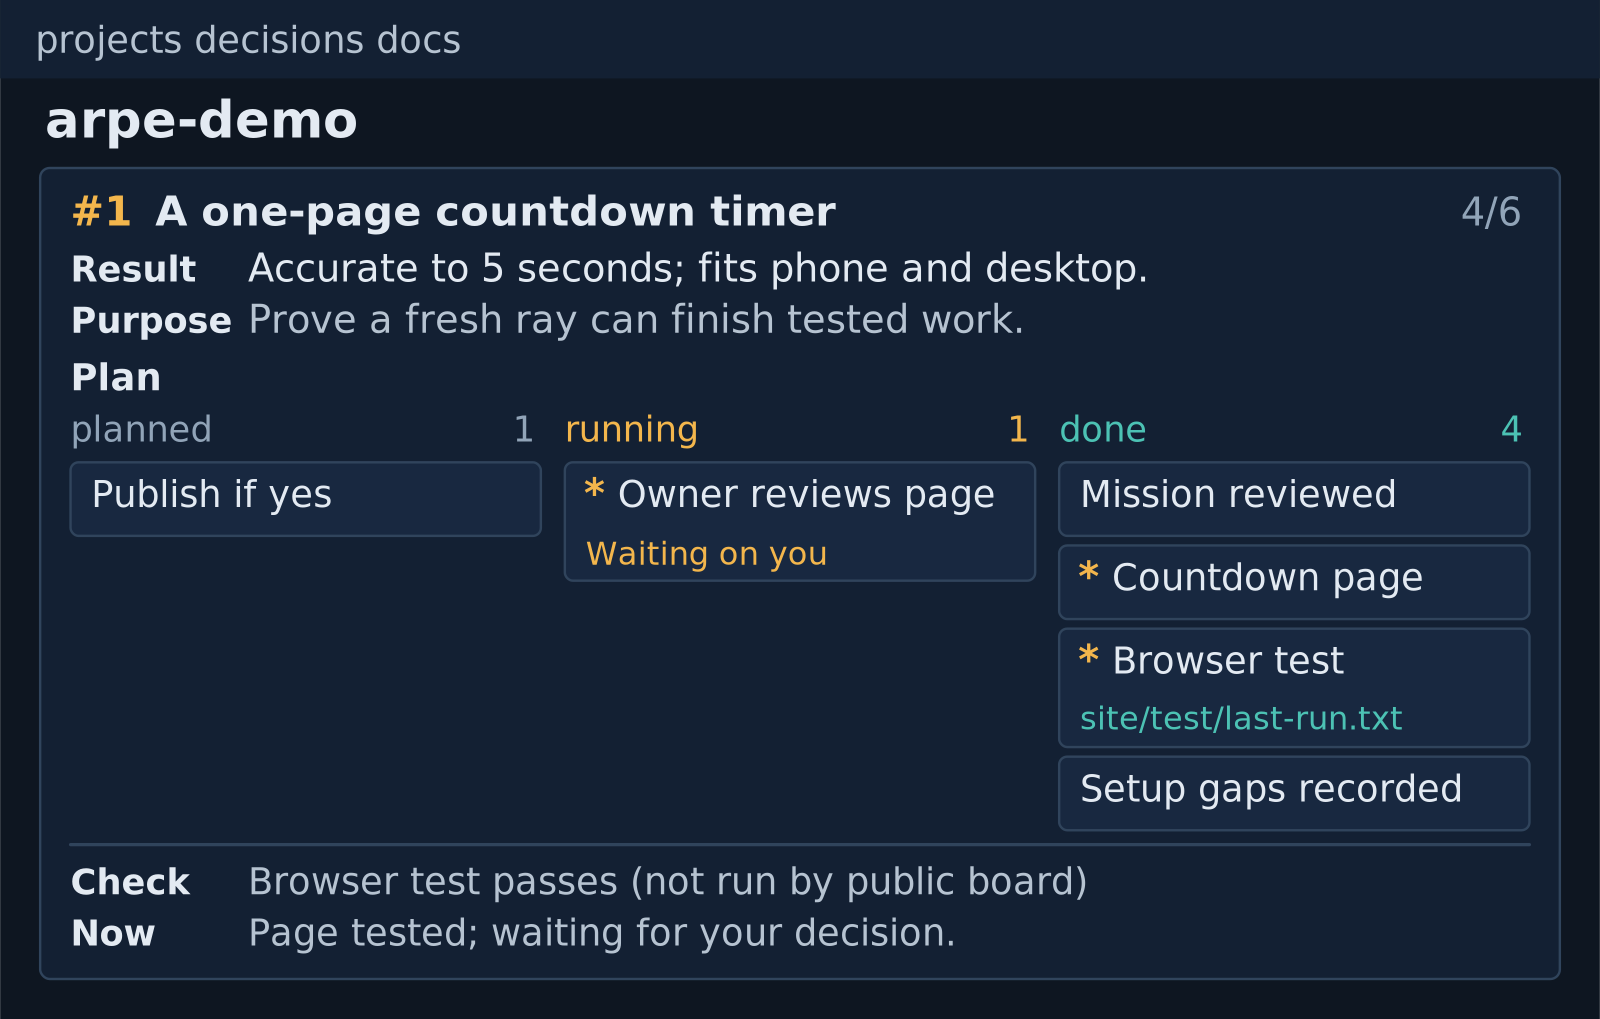 projects decisions docs
arpe-demo
#1 A one-page countdown timer 4/6
Result Accurate to 5 seconds; fits phone and desktop.
Purpose Prove a fresh ray can finish tested work.
Plan
planned 1
Publish if yes
running 1
* Owner reviews page
Waiting on you
done 4
Mission reviewed
* Countdown page
* Browser test
site/test/last-run.txt
Setup gaps recorded
Check Browser test passes (not run by public board)
Now Page tested; waiting for your decision.